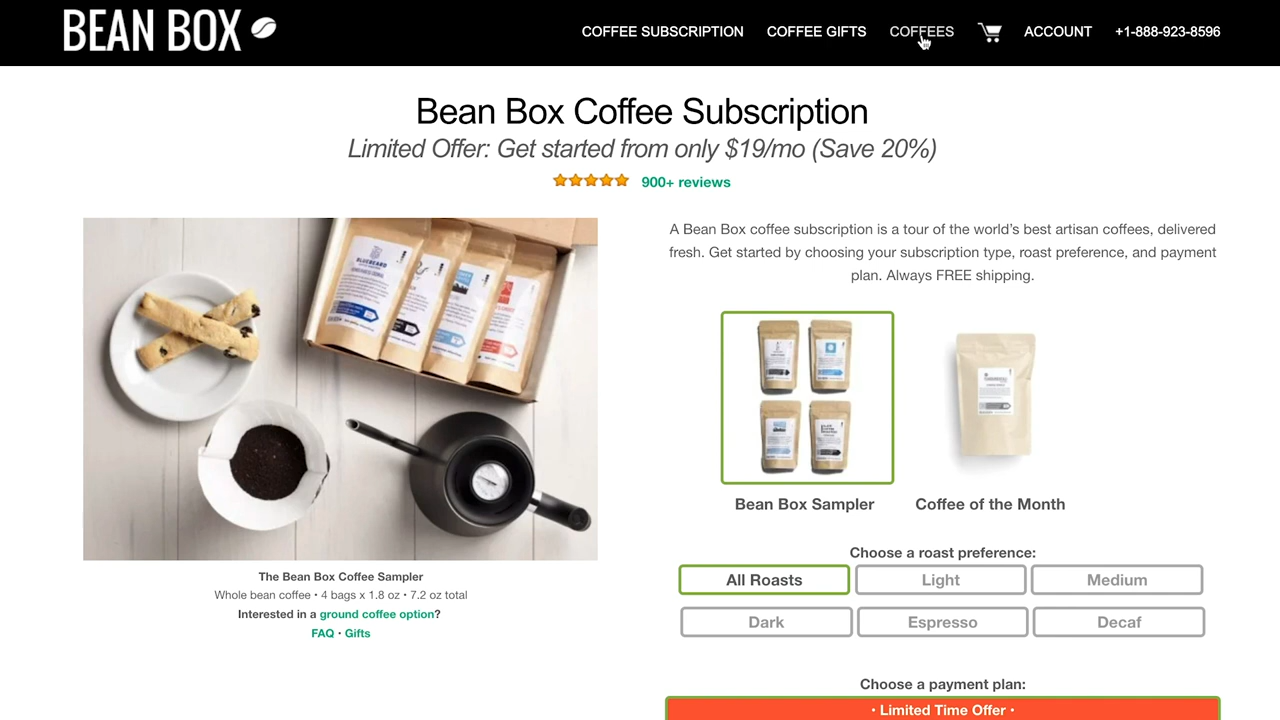 BEAN BOX
COFFEE SUBSCRIPTION
COFFEE GIFTS
COFFEES
ACCOUNT
+1-888-923-8596
Bean Box Coffee Subscription
Limited Offer: Get started from only $19/mo (Save 20%)
900+ reviews
A Bean Box coffee subscription is a tour of the world’s best artisan coffees, delivered
fresh. Get started by choosing your subscription type, roast preference, and payment
plan. Always FREE shipping.
BLUEBEARD
Bean Box Sampler
Coffee of the Month
The Bean Box Coffee Sampler
Whole bean coffee • 4 bags x 1.8 oz • 7.2 oz total
Interested in a ground coffee option?
FAQ • Gifts
Choose a roast preference:
All Roasts
Light
Medium
Dark
Espresso
Decaf
Choose a payment plan:
• Limited Time Offer •